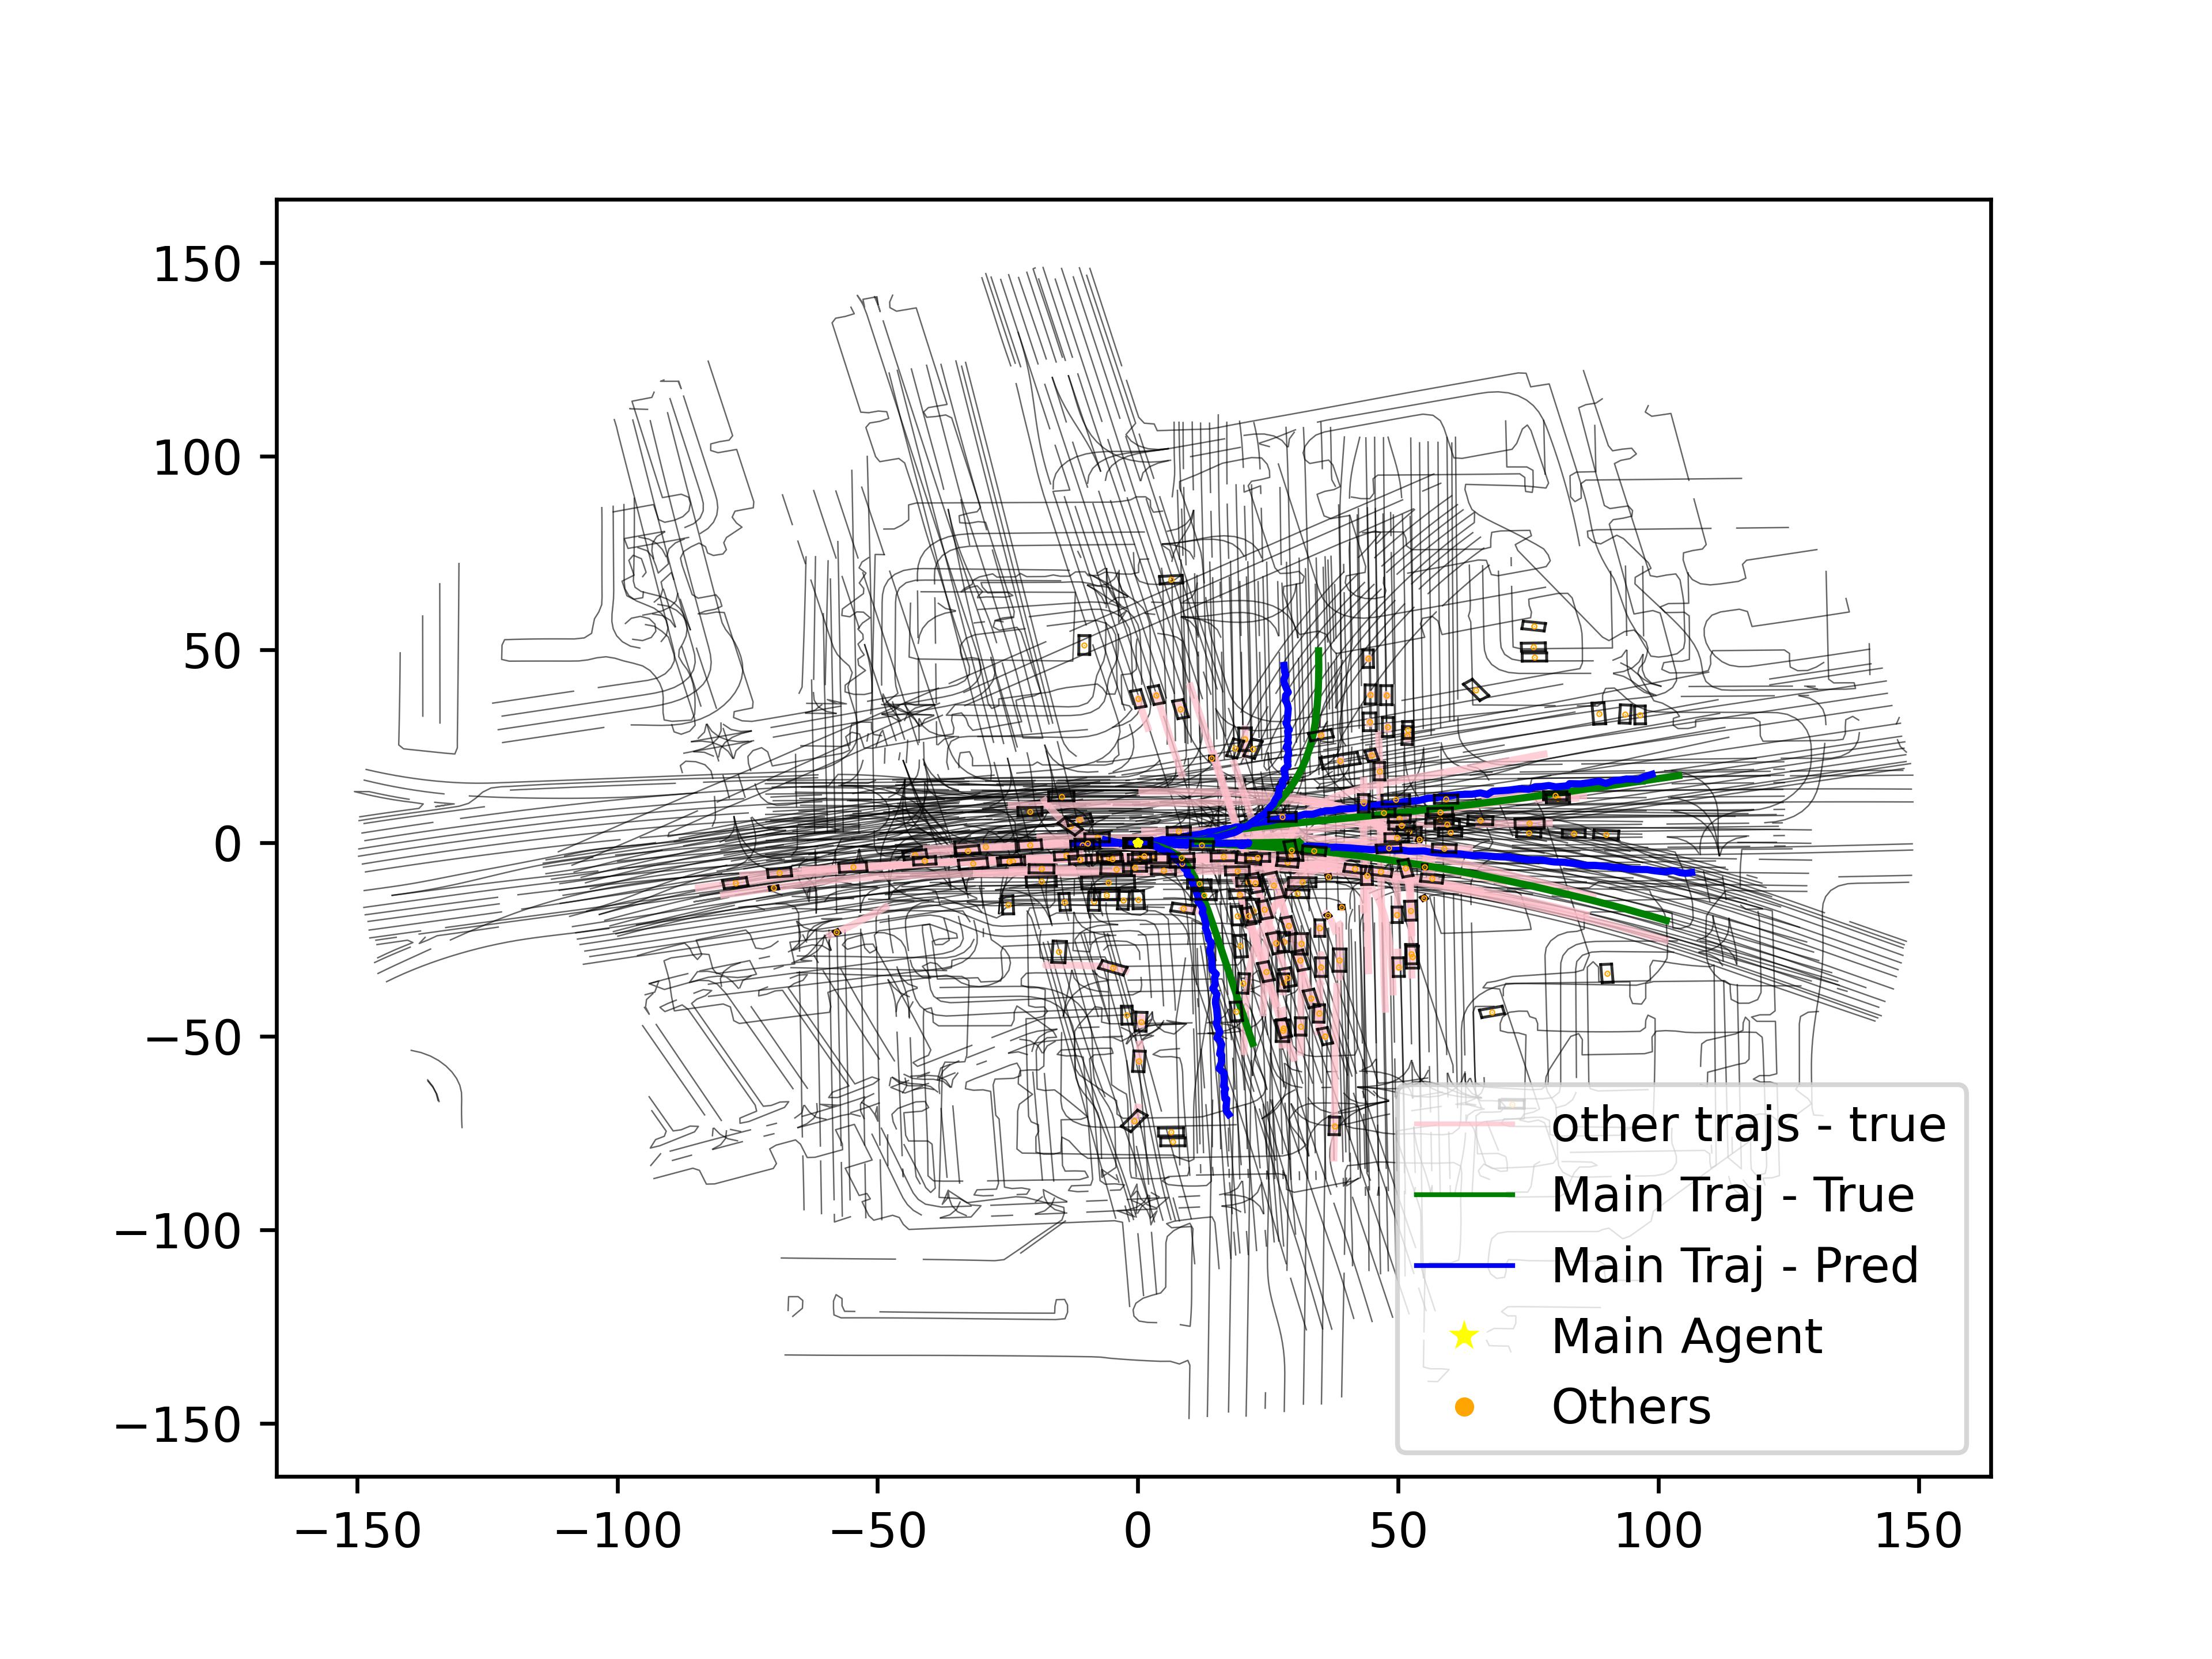 150
100
50
0
−50
−100
−150
−150
−100
−50
0
50
100
150
other trajs - true
Main Traj - True
Main Traj - Pred
Main Agent
Others